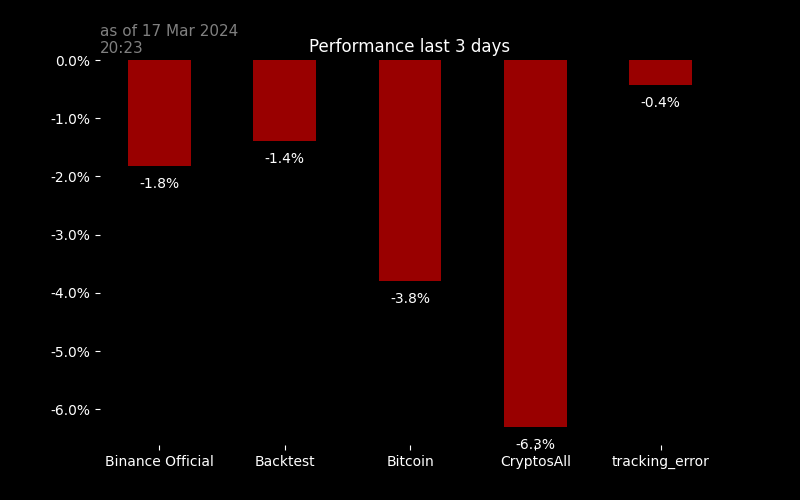 as of 17 Mar 2024
20:23
Performance last 3 days
0.0%
-1.0%
-2.0%
-3.0%
-4.0%
-5.0%
-6.0%
-1.8%
-1.4%
-3.8%
-6.3%
-0.4%
Binance Official
Backtest
Bitcoin
CryptosAll
tracking_error